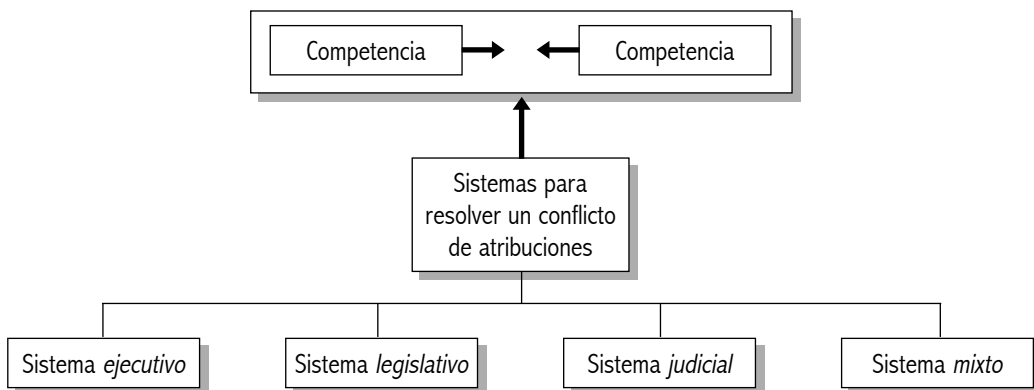 Competencia
Competencia
Sistemas para
resolver un conflicto
de atribuciones
Sistema ejecutivo
Sistema legislativo
Sistema judicial
Sistema mixto